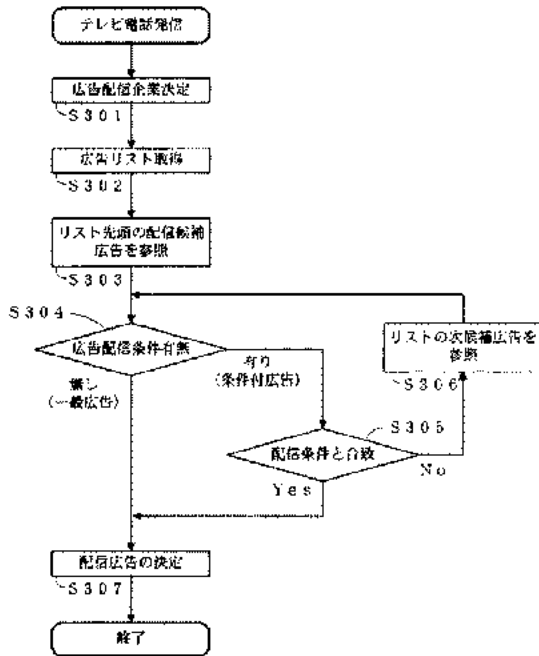 テレビ電話発信
広告配信企業決定
S301
広告リスト取得
S302
リスト先頭の配信候補
広告を参照
S303
S304
広告配信条件有無
無し
(一般広告)
有り
(条件付広告)
リストの次候補広告を
参照
S306
S305
配信条件と合致
No
Yes
配信広告の決定
S307
終了